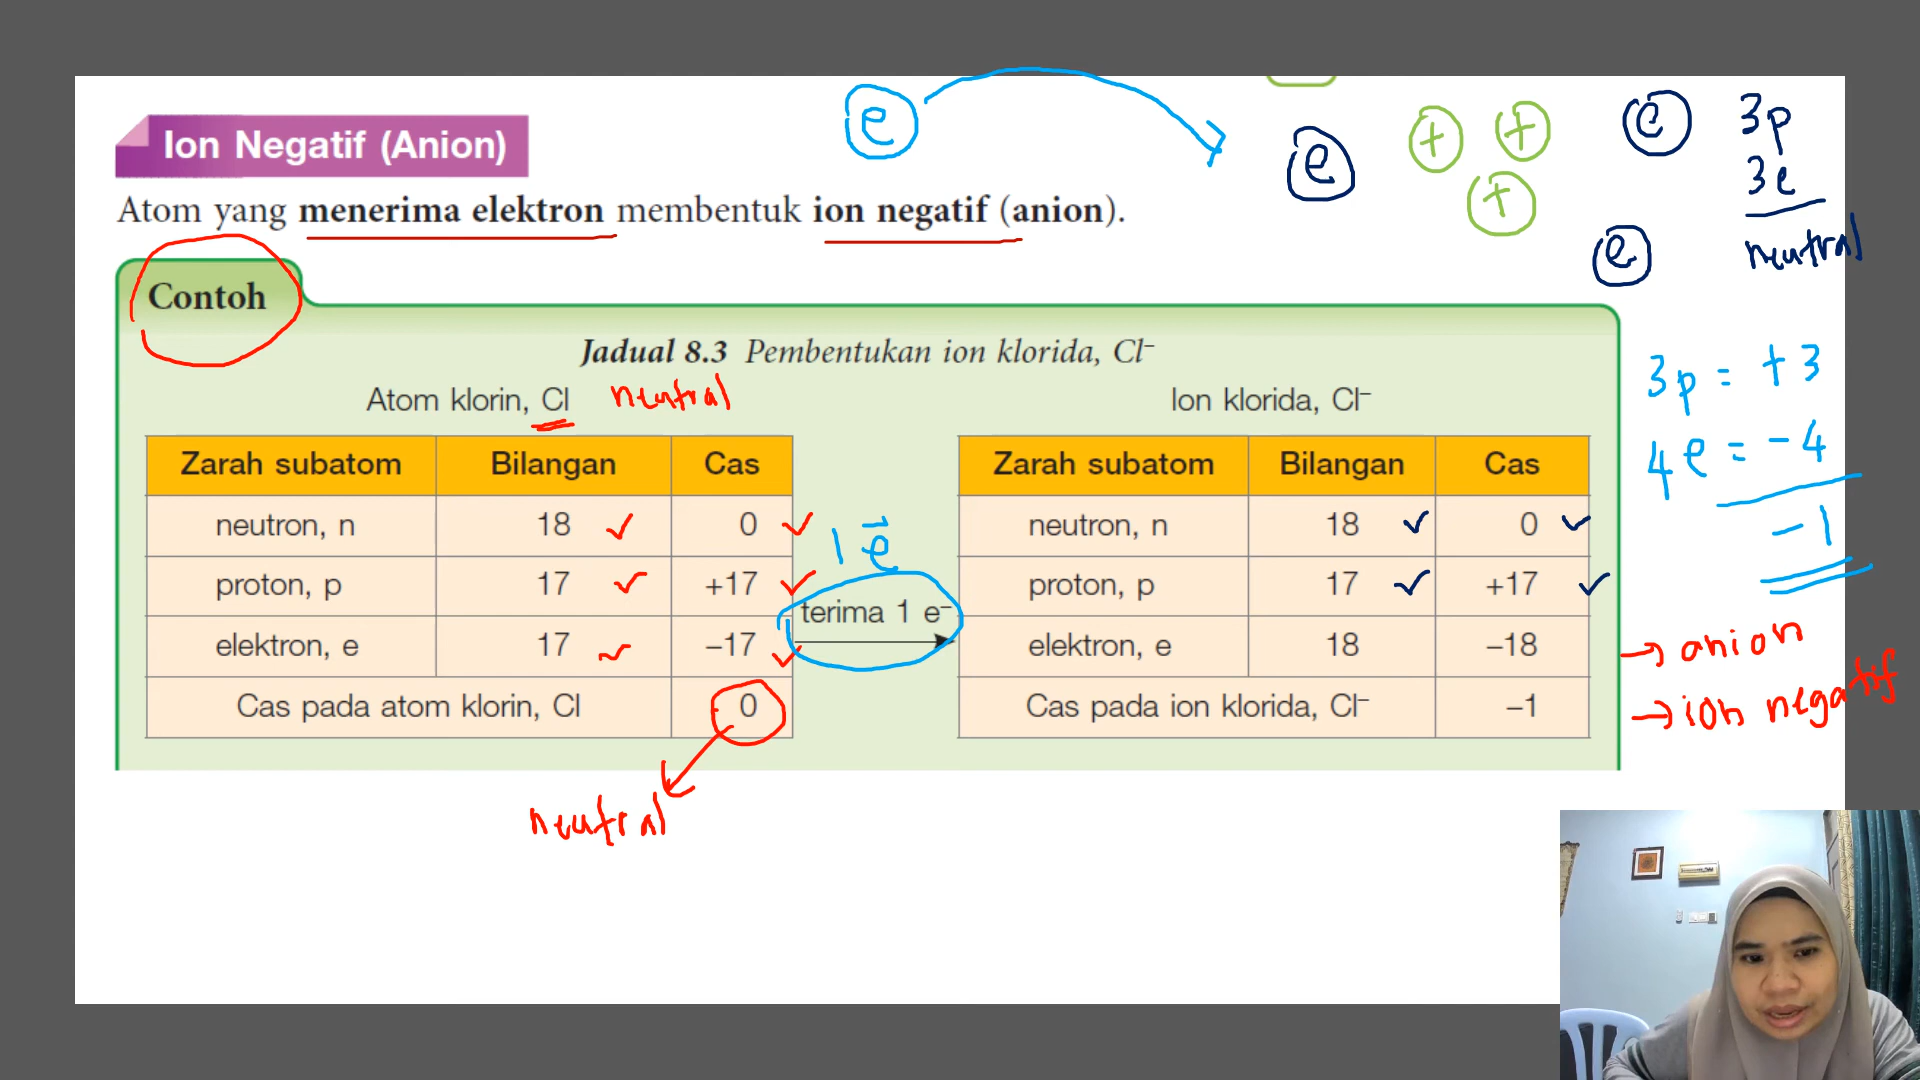 Ion Negatif (Anion)
Atom yang menerima elektron membentuk ion negatif (anion).
e
e
+
+
+
e
e
3p
3e
neutral
Contoh
Jadual 8.3 Pembentukan ion klorida, Cl⁻
Atom klorin, Cl
neutral
Zarah subatom Bilangan Cas
neutron, n 18 0
proton, p 17 +17
elektron, e 17 –17
Cas pada atom klorin, Cl 0
neutral
1 e
terima 1 e⁻
Ion klorida, Cl⁻
Zarah subatom Bilangan Cas
neutron, n 18 0
proton, p 17 +17
elektron, e 18 –18
Cas pada ion klorida, Cl⁻ –1
3p = +3
4e = -4
-1
→ anion
→ ion negatif